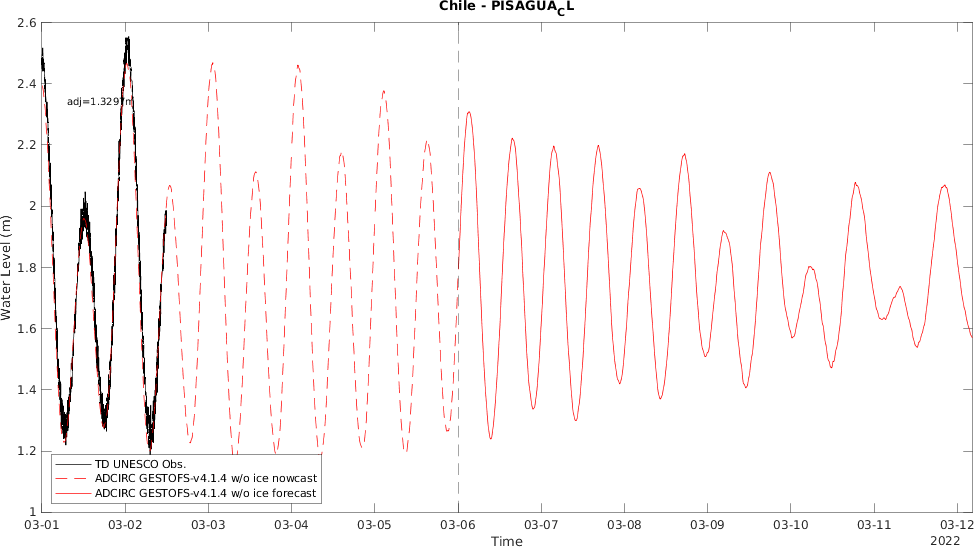 Chile - PISAGUA_CL
2.6
2.4
2.2
2
1.8
1.6
1.4
1.2
1
Water Level (m)
adj=1.3297m
TD UNESCO Obs.
ADCIRC GESTOFS-v4.1.4 w/o ice nowcast
ADCIRC GESTOFS-v4.1.4 w/o ice forecast
03-01 03-02 03-03 03-04 03-05 03-06 03-07 03-08 03-09 03-10 03-11 03-12
Time
2022